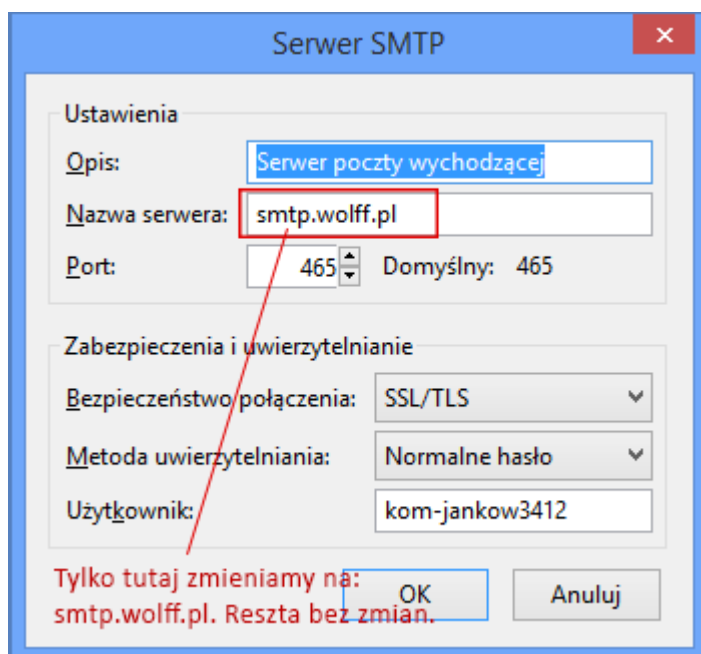 Serwer SMTP
Ustawienia
Opis: Serwer poczty wychodzącej
Nazwa serwera: smtp.wolff.pl
Port: 465 Domyślny: 465
Zabezpieczenia i uwierzytelnianie
Bezpieczeństwo połączenia: SSL/TLS
Metoda uwierzytelniania: Normalne hasło
Użytkownik: kom-jankow3412
Tylko tutaj zmieniamy na:
smtp.wolff.pl. Reszta bez zmian.
OK Anuluj